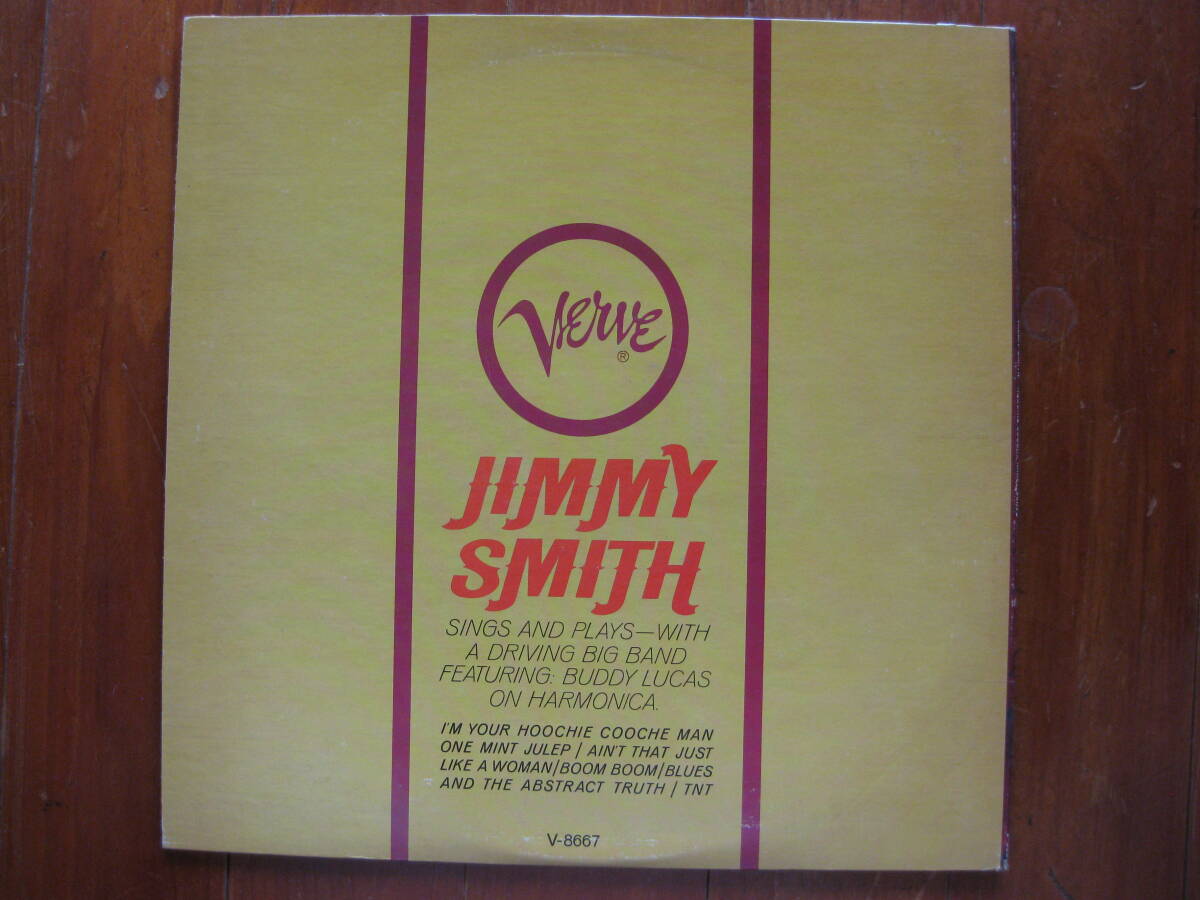 Verve
®
JIMMY
SMITH
SINGS AND PLAYS—WITH
A DRIVING BIG BAND
FEATURING: BUDDY LUCAS
ON HARMONICA.
I'M YOUR HOOCHIE COOCHE MAN
ONE MINT JULEP / AIN'T THAT JUST
LIKE A WOMAN/BOOM BOOM/BLUES
AND THE ABSTRACT TRUTH / TNT
V-8667